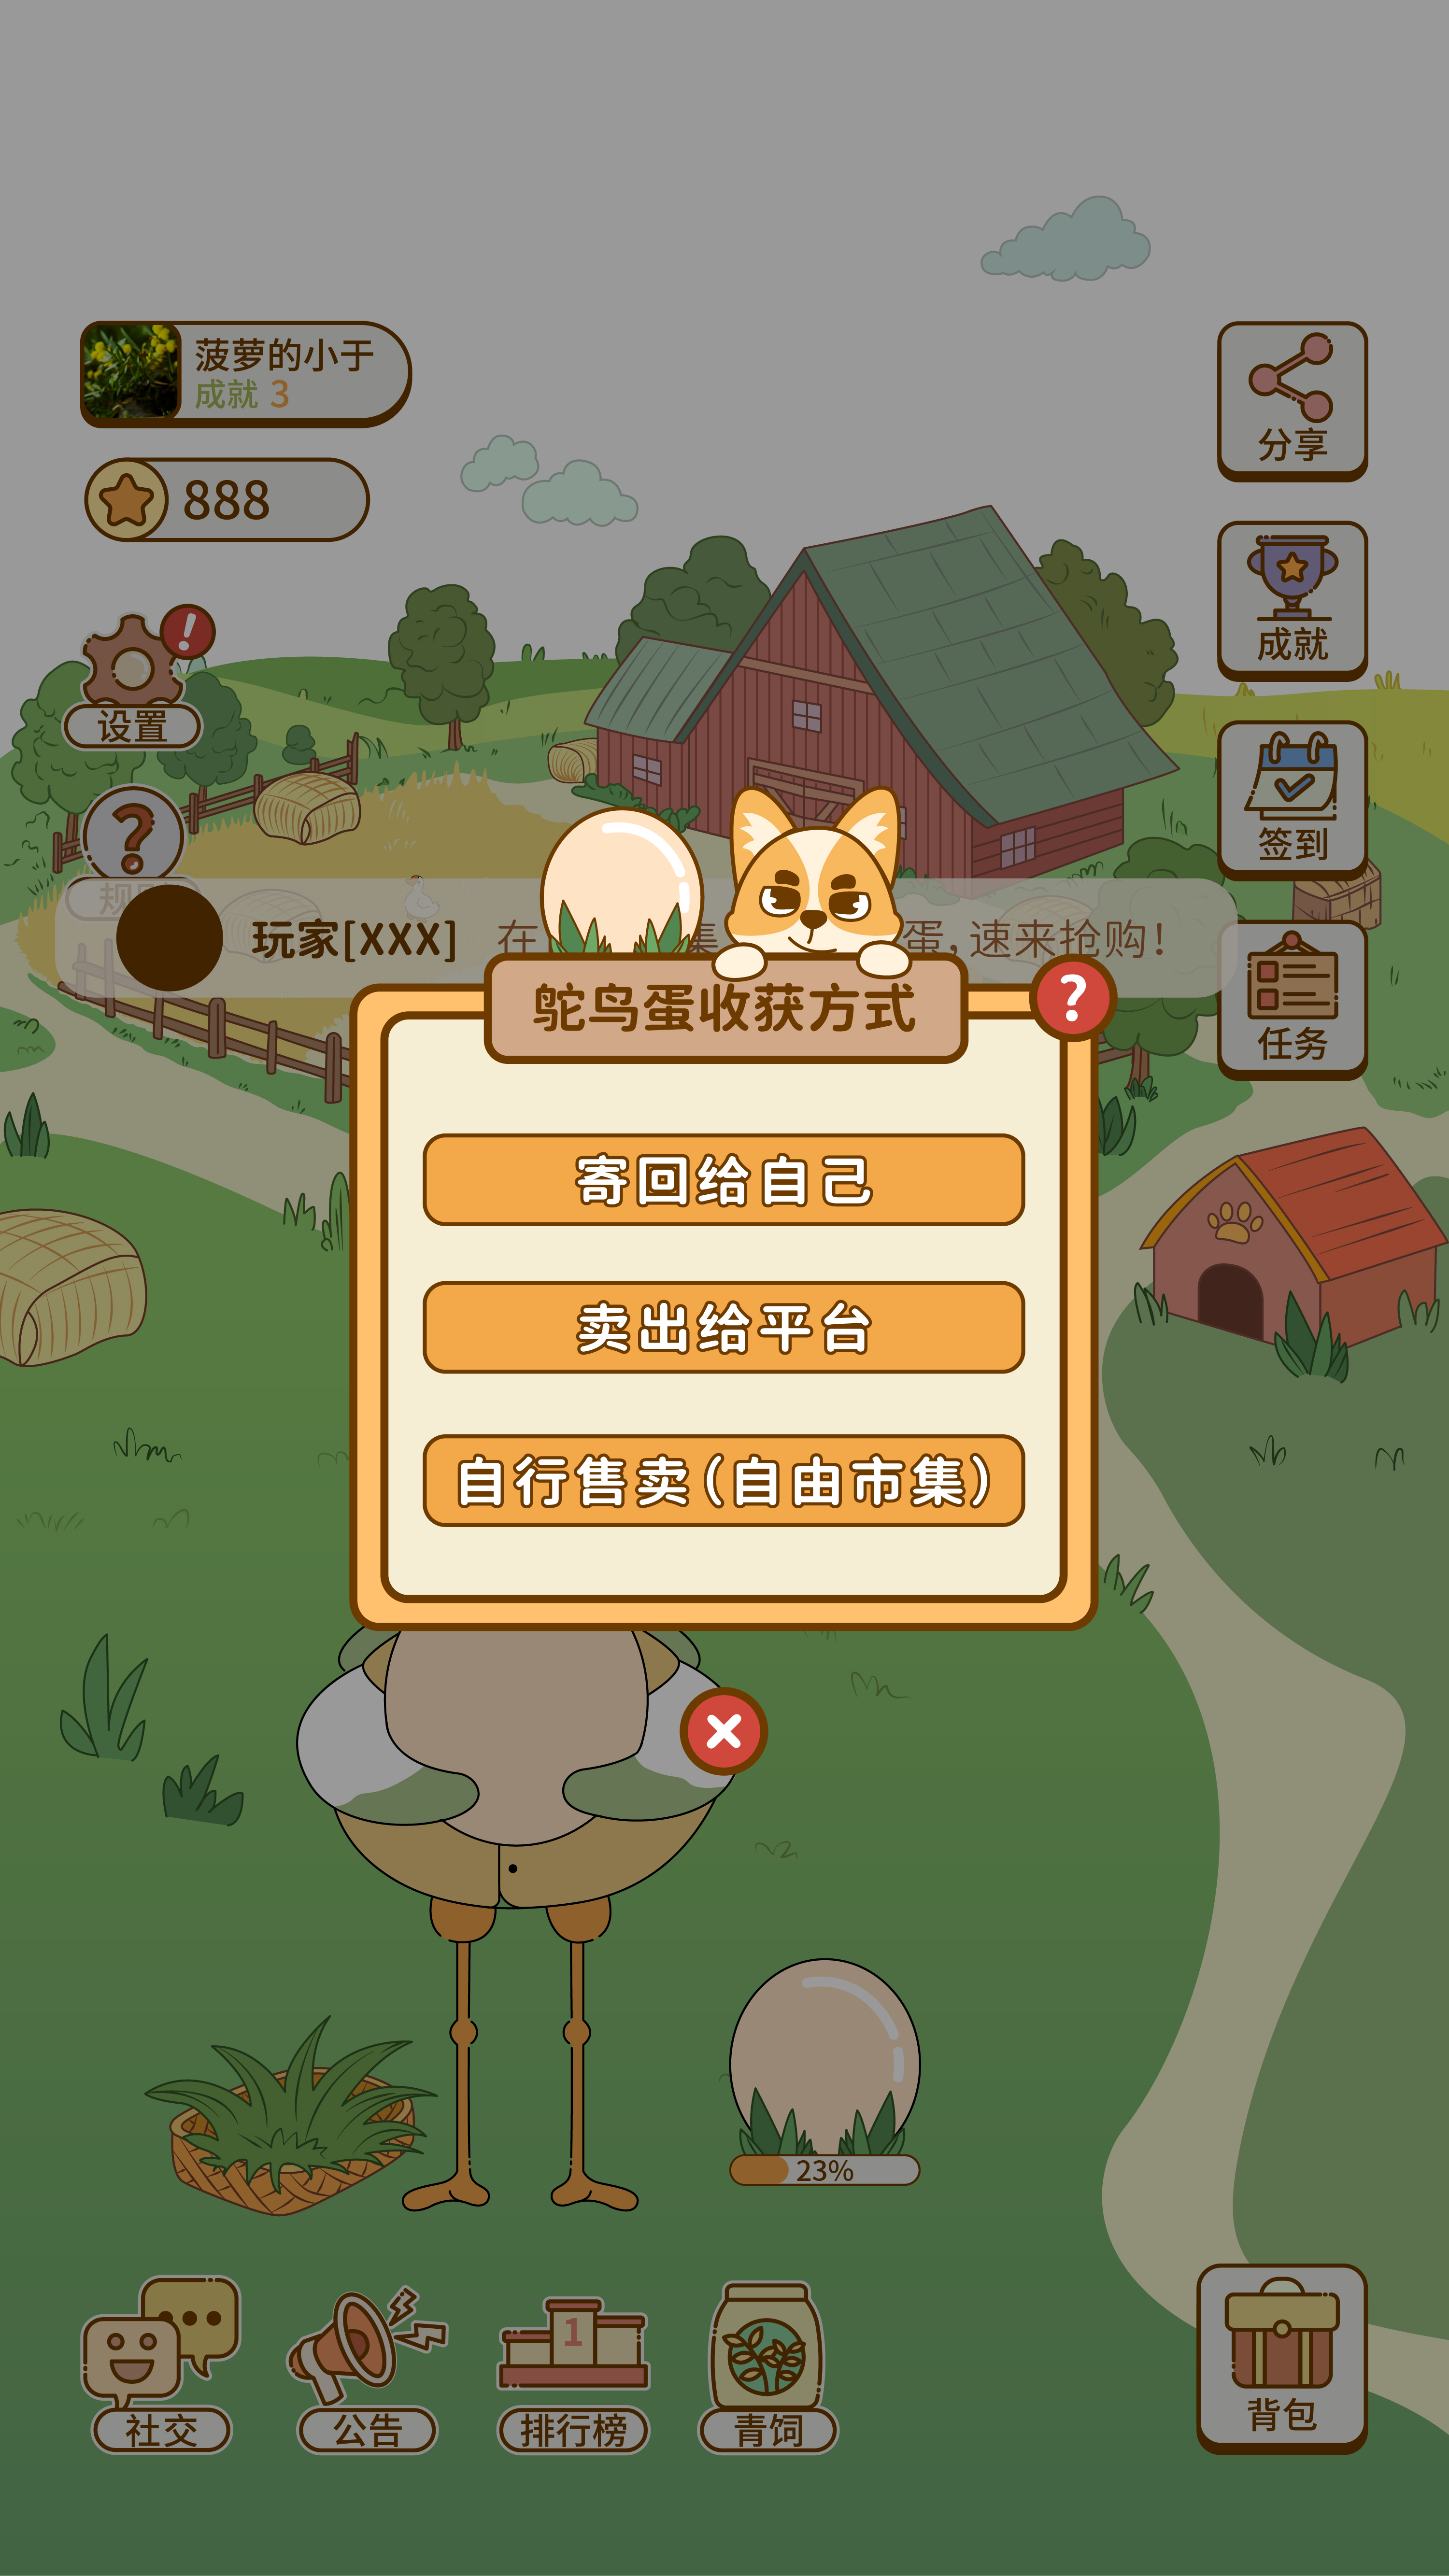 菠萝的小于
成就 3
888
分享
成就
设置
签到
玩家[XXX] 在
集
蛋,速来抢购!
鸵鸟蛋收获方式
?
任务
寄回给自己
卖出给平台
自行售卖(自由市集)
23%
1
社交
公告
排行榜
青饲
背包